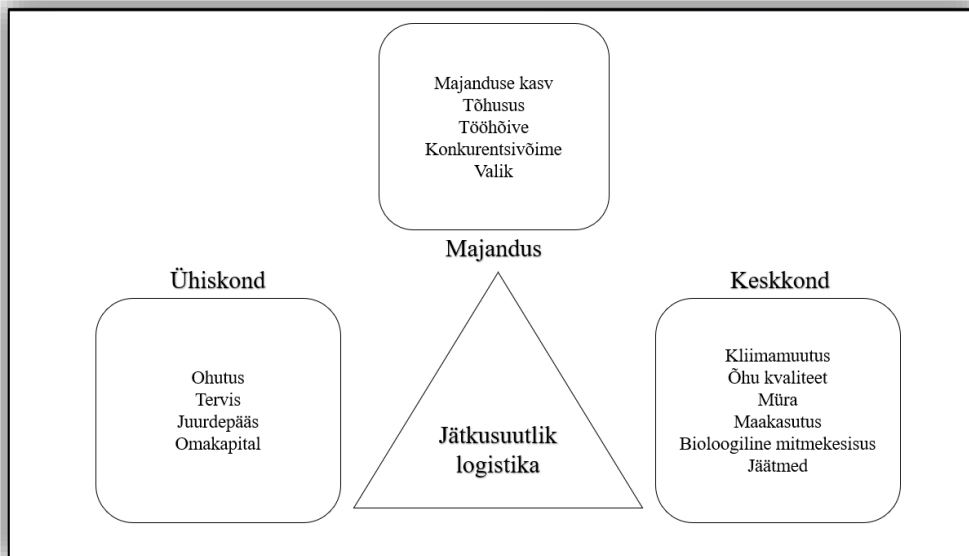 Majanduse kasv
Tõhusus
Tööhõive
Konkurentsivõime
Valik
Majandus
Ühiskond
Ohutus
Tervis
Juurdepääs
Omakapital
Jätkusuutlik
logistika
Keskkond
Kliimamuutus
Õhu kvaliteet
Müra
Maakasutus
Bioloogiline mitmekesisus
Jäätmed